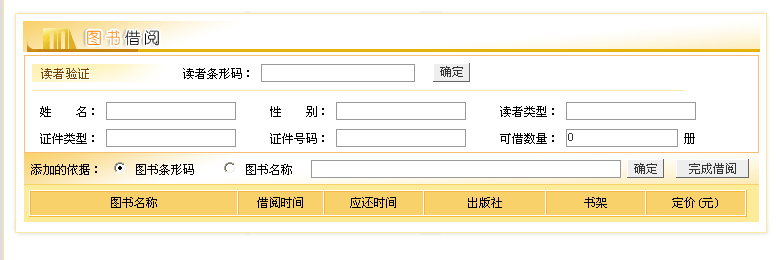 图书借阅
读者验证 读者条形码： 确定
姓 名： 性 别： 读者类型：
证件类型： 证件号码： 可借数量： 0 册
添加的依据： 图书条形码 图书名称 确定 完成借阅
图书名称 借阅时间 应还时间 出版社 书架 定价(元)